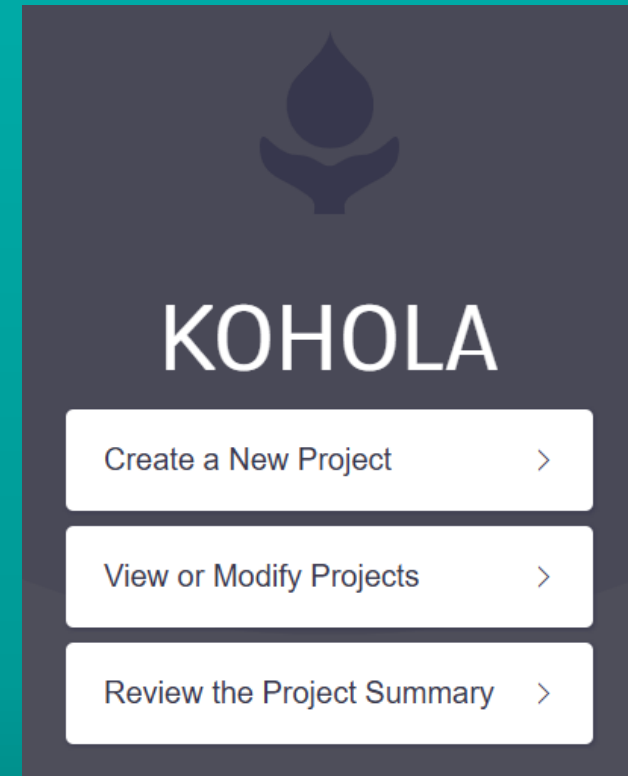 KOHOLA
Create a New Project
View or Modify Projects
Review the Project Summary